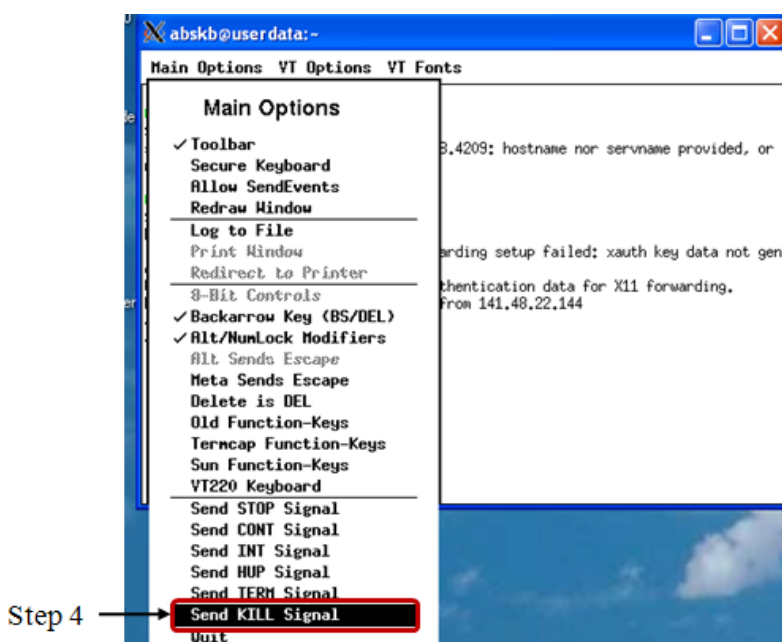 abskb@userdata:~
Main Options VT Options VT Fonts
Main Options
✓ Toolbar
Secure Keyboard
Allow SendEvents
Redraw Window
Log to File
Print Window
Redirect to Printer
8-Bit Controls
✓ Backarrow Key (BS/DEL)
✓ Alt/NumLock Modifiers
Alt Sends Escape
Meta Sends Escape
Delete is DEL
Old Function-Keys
Termcap Function-Keys
Sun Function-Keys
VT220 Keyboard
Send STOP Signal
Send CONT Signal
Send INT Signal
Send HUP Signal
Send TERM Signal
Send KILL Signal
Quit
.4209: hostname nor servname provided, or
arding setup failed: xauth key data not gen
thentication data for X11 forwarding.
from 141.48.22.144
Step 4